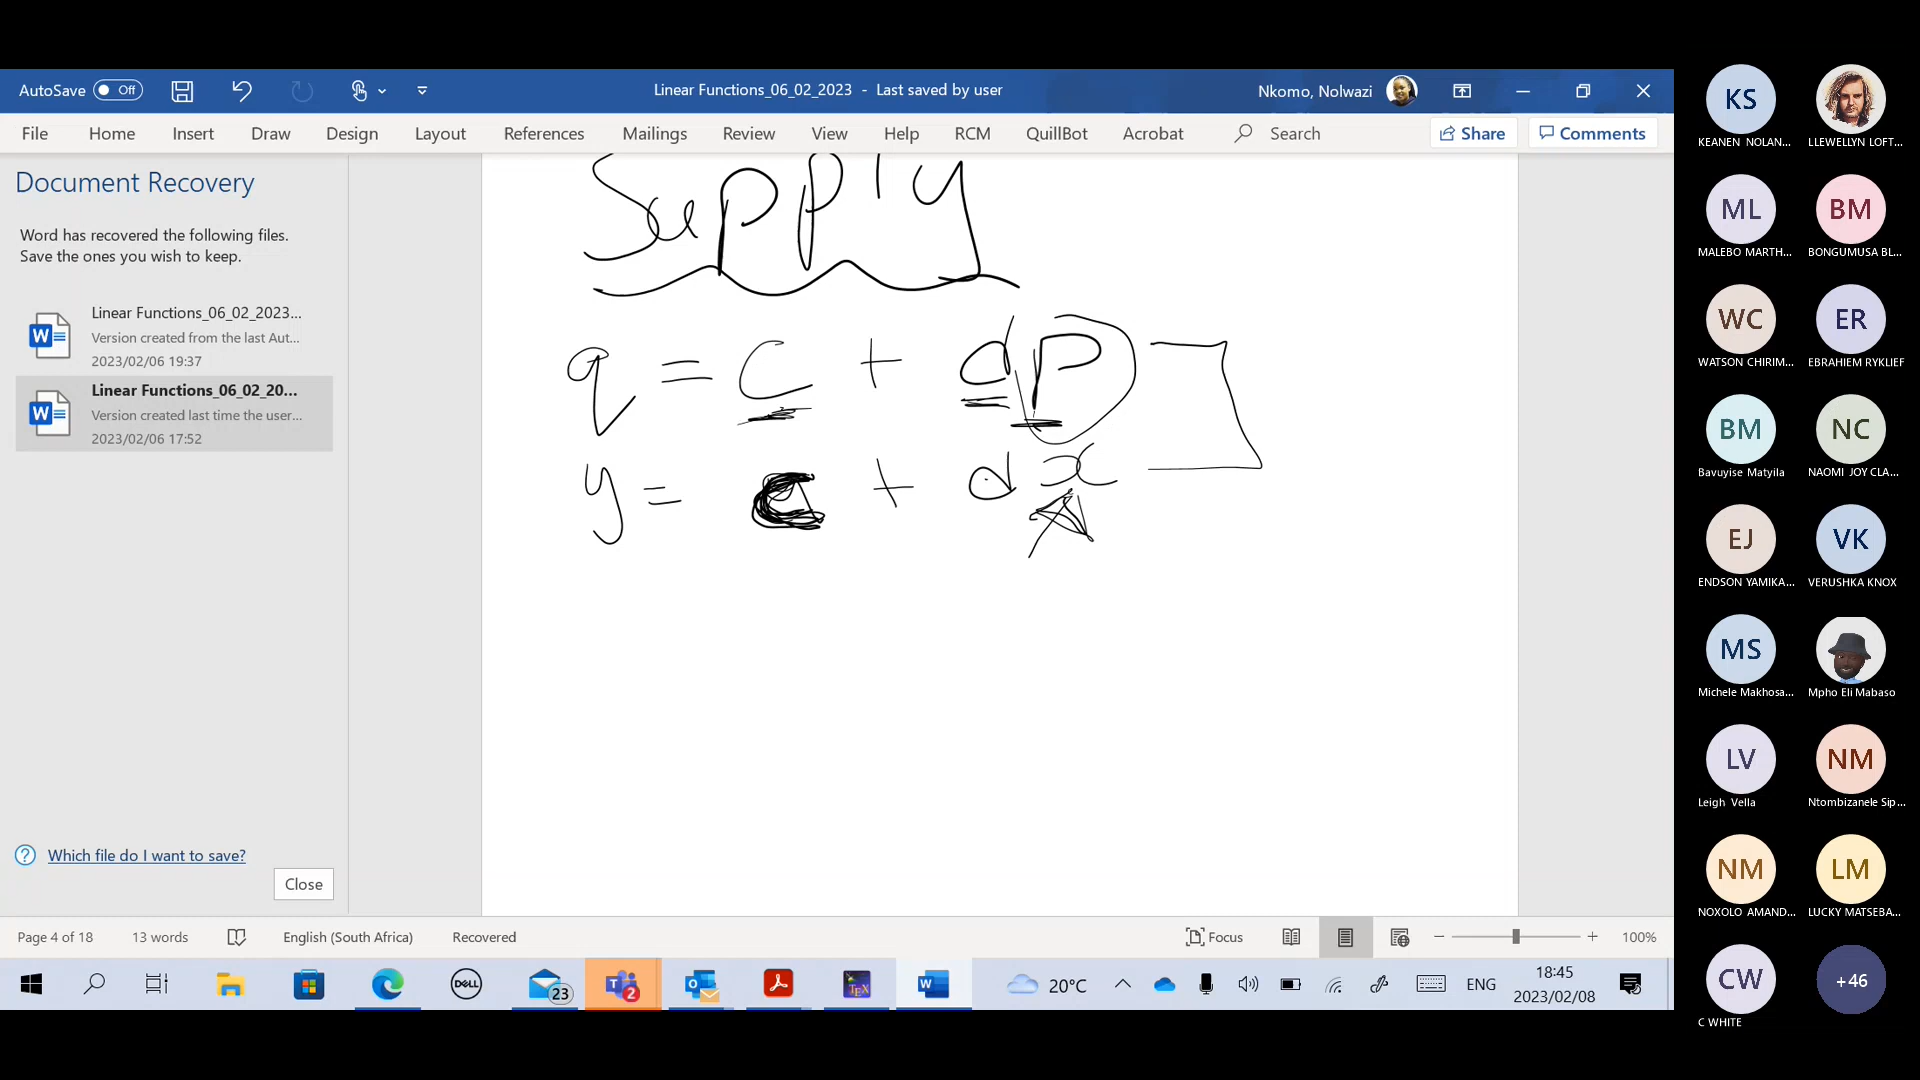 AutoSave Off
Linear Functions_06_02_2023 - Last saved by user
Nkomo, Nolwazi
File Home Insert Draw Design Layout References Mailings Review View Help RCM QuillBot Acrobat Search Share Comments
Document Recovery
Word has recovered the following files.
Save the ones you wish to keep.
Linear Functions_06_02_2023...
Version created from the last Aut...
2023/02/06 19:37
Linear Functions_06_02_20...
Version created last time the user...
2023/02/06 17:52
Which file do I want to save?
Close
Supply
q = c + dP
y = c + dx
Page 4 of 18 13 words English (South Africa) Recovered Focus 100%
23
2
20°C ENG
18:45
2023/02/08
KS
KEANEN NOLAN...
LLEWELLYN LOFT...
ML
MALEBO MARTH...
BM
BONGUMUSA BL...
WC
WATSON CHIRIM...
ER
EBRAHIEM RYKLIEF
BM
Bavuyise Matyila
NC
NAOMI JOY CLA...
EJ
ENDSON YAMIKA...
VK
VERUSHKA KNOX
MS
Michele Makhosa...
Mpho Eli Mabaso
LV
Leigh Vella
NM
Ntombizanele Sip...
NM
NOXOLO AMAND...
LM
LUCKY MATSEBA...
CW
C WHITE
+46